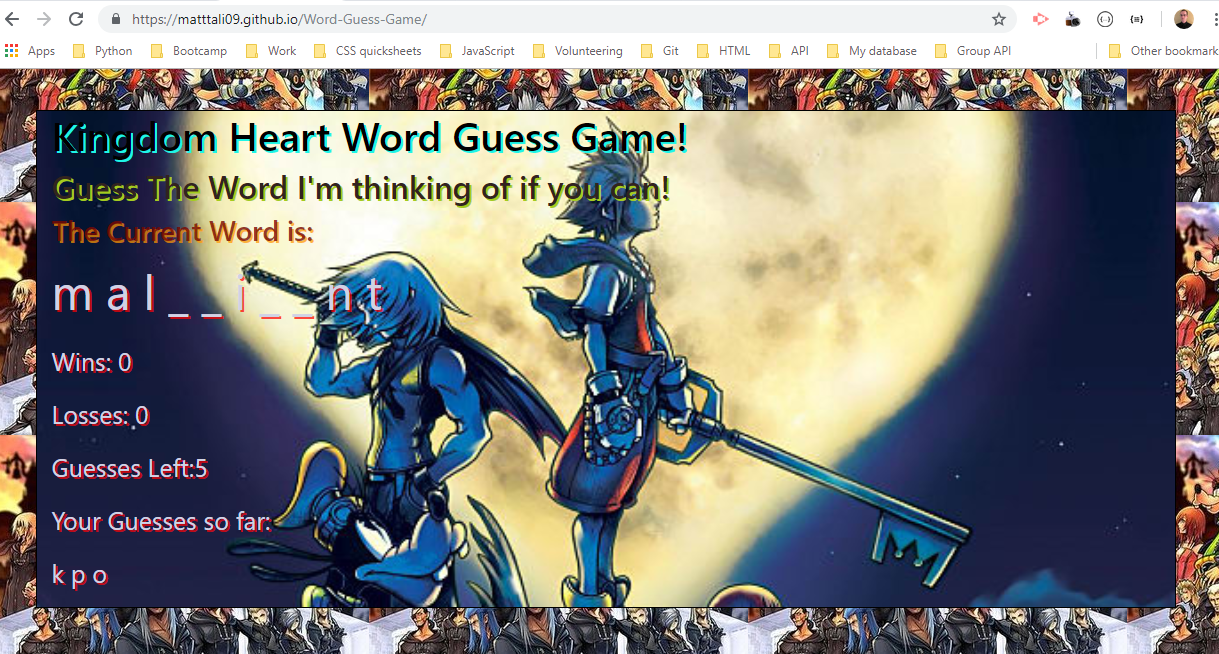 https://matttali09.github.io/Word-Guess-Game/
Apps Python Bootcamp Work CSS quicksheets JavaScript Volunteering Git HTML API My database Group API Other bookmark
Kingdom Heart Word Guess Game!
Guess The Word I'm thinking of if you can!
The Current Word is:
m a l _ _ i _ _ n t
Wins: 0
Losses: 0
Guesses Left:5
Your Guesses so far:
k p o